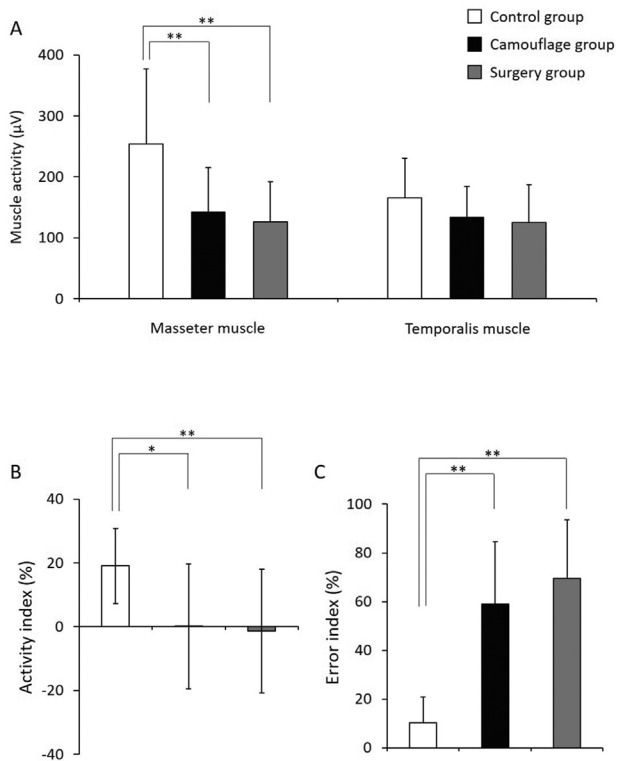 A
Control group
Camouflage group
Surgery group
**
**
Muscle activity (μV)
400
300
200
100
0
Masseter muscle
Temporalis muscle
B
**
*
Activity index (%)
40
20
0
-20
-40
C
**
**
Error index (%)
100
80
60
40
20
0